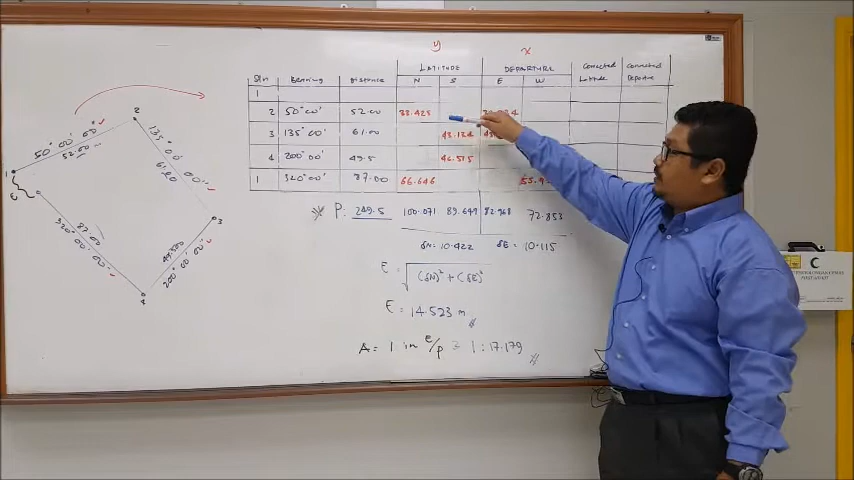 y x
Stn Bearing Distance LATITUDE DEPARTURE Corrected Latitude Corrected Departure
N S E W
1
2 50°00' 52.00 33.425
3 135°00' 61.00 43.134
4 200°00' 49.5 46.515
1 320°00' 87.00 66.646
P: 249.5 100.071 89.649 82.968 72.853
δN = 10.422 δE = 10.115
E = √(δN)² + (δE)²
E = 14.523 m
A = 1 in e/p ≥ 1 : 17.179
1
2
3
4
E
50° 00' 00"
52.00
135° 00' 00"
61.00
49.500
200° 00' 00"
87.00
320° 00' 00"
C